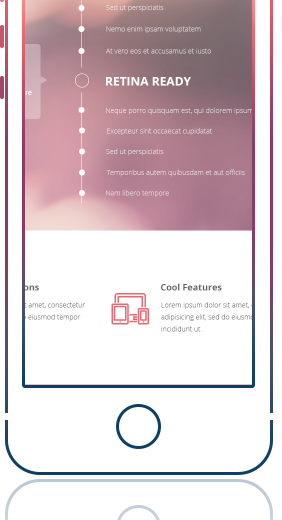 Sed ut perspiciatis
Nemo enim ipsam voluptatem
At vero eos et accusamus et iusto
re
RETINA READY
Neque porro quisquam est, qui dolorem ipsum
Excepteur sint occaecat cupidatat
Sed ut perspiciatis
Temporibus autem quibusdam et aut officiis
Nam libero tempore
ons
t amet, consectetur
o eiusmod tempor
Cool Features
Lorem ipsum dolor sit amet,
adipisicing elit, sed do eiusmo
incididunt ut